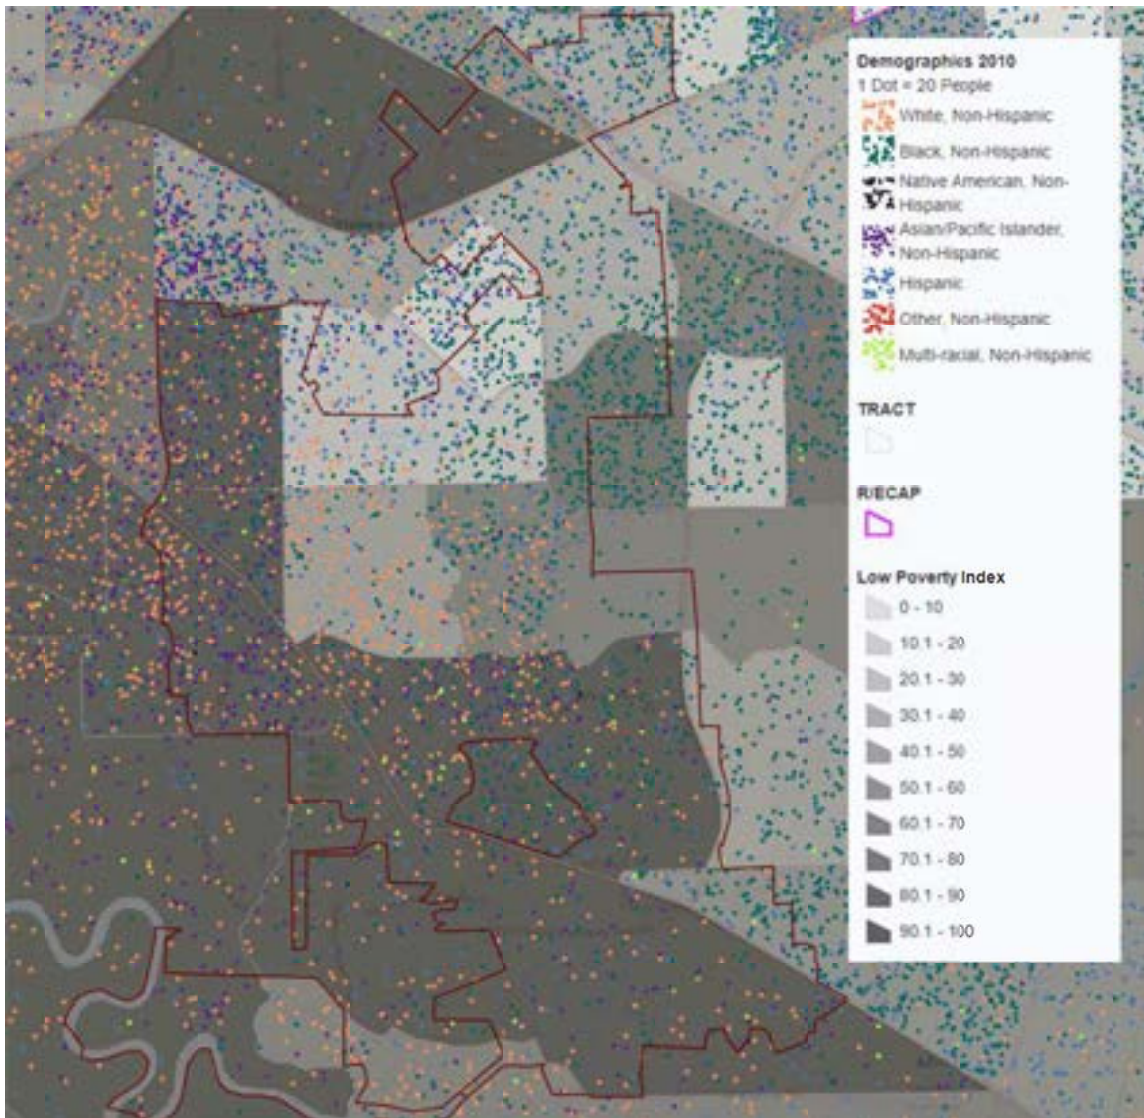 Demographics 2010
1 Dot = 20 People
White, Non-Hispanic
Black, Non-Hispanic
Native American, Non-
Hispanic
Asian/Pacific Islander,
Non-Hispanic
Hispanic
Other, Non-Hispanic
Multi-racial, Non-Hispanic
TRACT
R/ECAP
Low Poverty Index
0 - 10
10.1 - 20
20.1 - 30
30.1 - 40
40.1 - 50
50.1 - 60
60.1 - 70
70.1 - 80
80.1 - 90
90.1 - 100